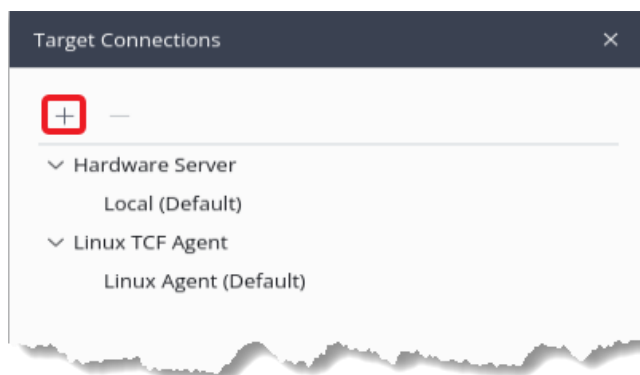 Target Connections
Hardware Server
Local (Default)
Linux TCF Agent
Linux Agent (Default)